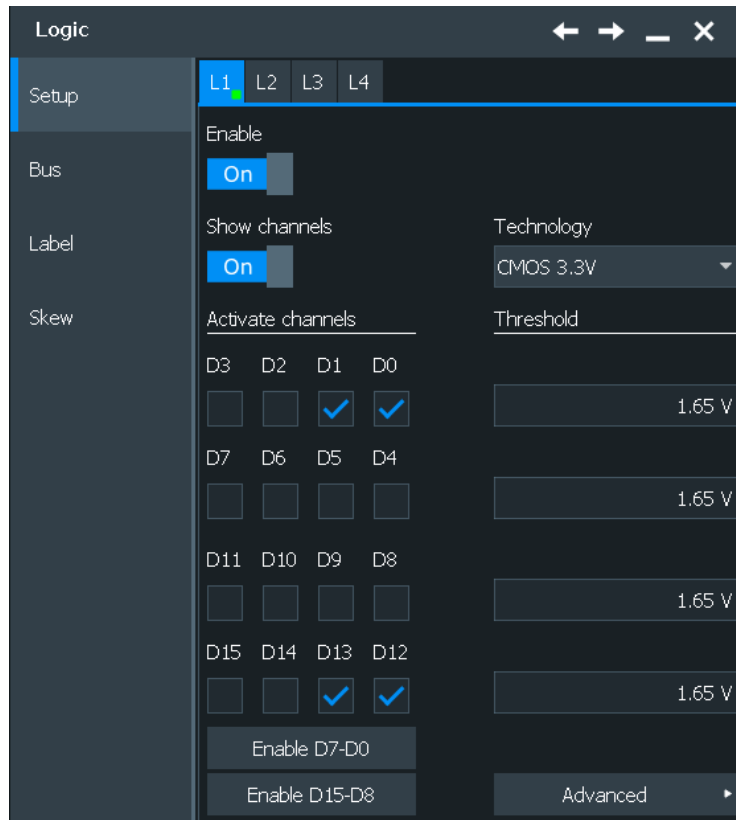 Logic
Setup
Bus
Label
Skew
L1 L2 L3 L4
Enable
On
Show channels
Technology
On
CMOS 3.3V
Activate channels
Threshold
D3 D2 D1 D0
1.65 V
D7 D6 D5 D4
1.65 V
D11 D10 D9 D8
1.65 V
D15 D14 D13 D12
1.65 V
Enable D7-D0
Enable D15-D8
Advanced